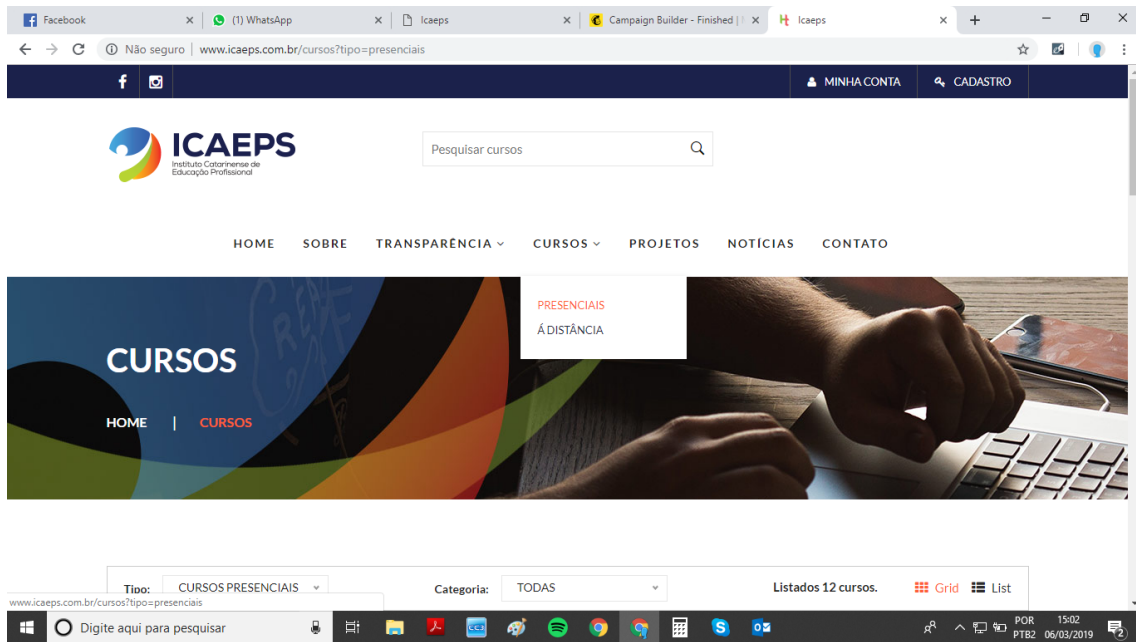 Facebook
(1) WhatsApp
Icaeps
Campaign Builder - Finished |
Icaeps
Não seguro | www.icaeps.com.br/cursos?tipo=presenciais
MINHA CONTA
CADASTRO
ICAEPS
Instituto Catarinense de
Educação Profissional
Pesquisar cursos
HOME SOBRE TRANSPARÊNCIA CURSOS PROJETOS NOTÍCIAS CONTATO
PRESENCIAIS
Á DISTÂNCIA
CURSOS
HOME | CURSOS
Tipo: CURSOS PRESENCIAIS Categoria: TODAS Listados 12 cursos. Grid List
www.icaeps.com.br/cursos?tipo=presenciais
Digite aqui para pesquisar
POR 15:02
PTB2 06/03/2019
2